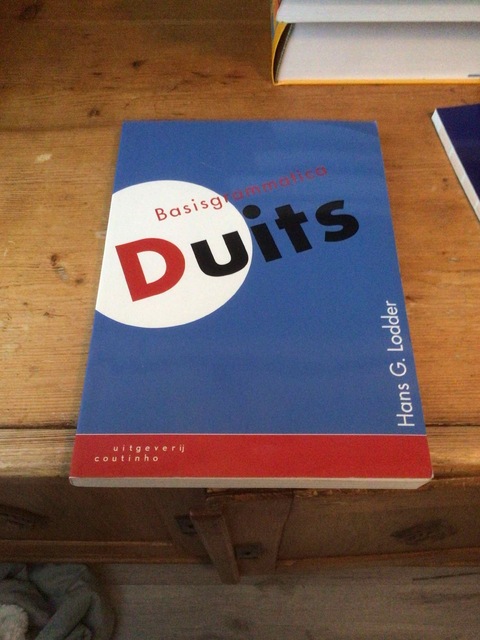 Basisgrammatica
Duits
Hans G. Lodder
uitgeverij
coutinho